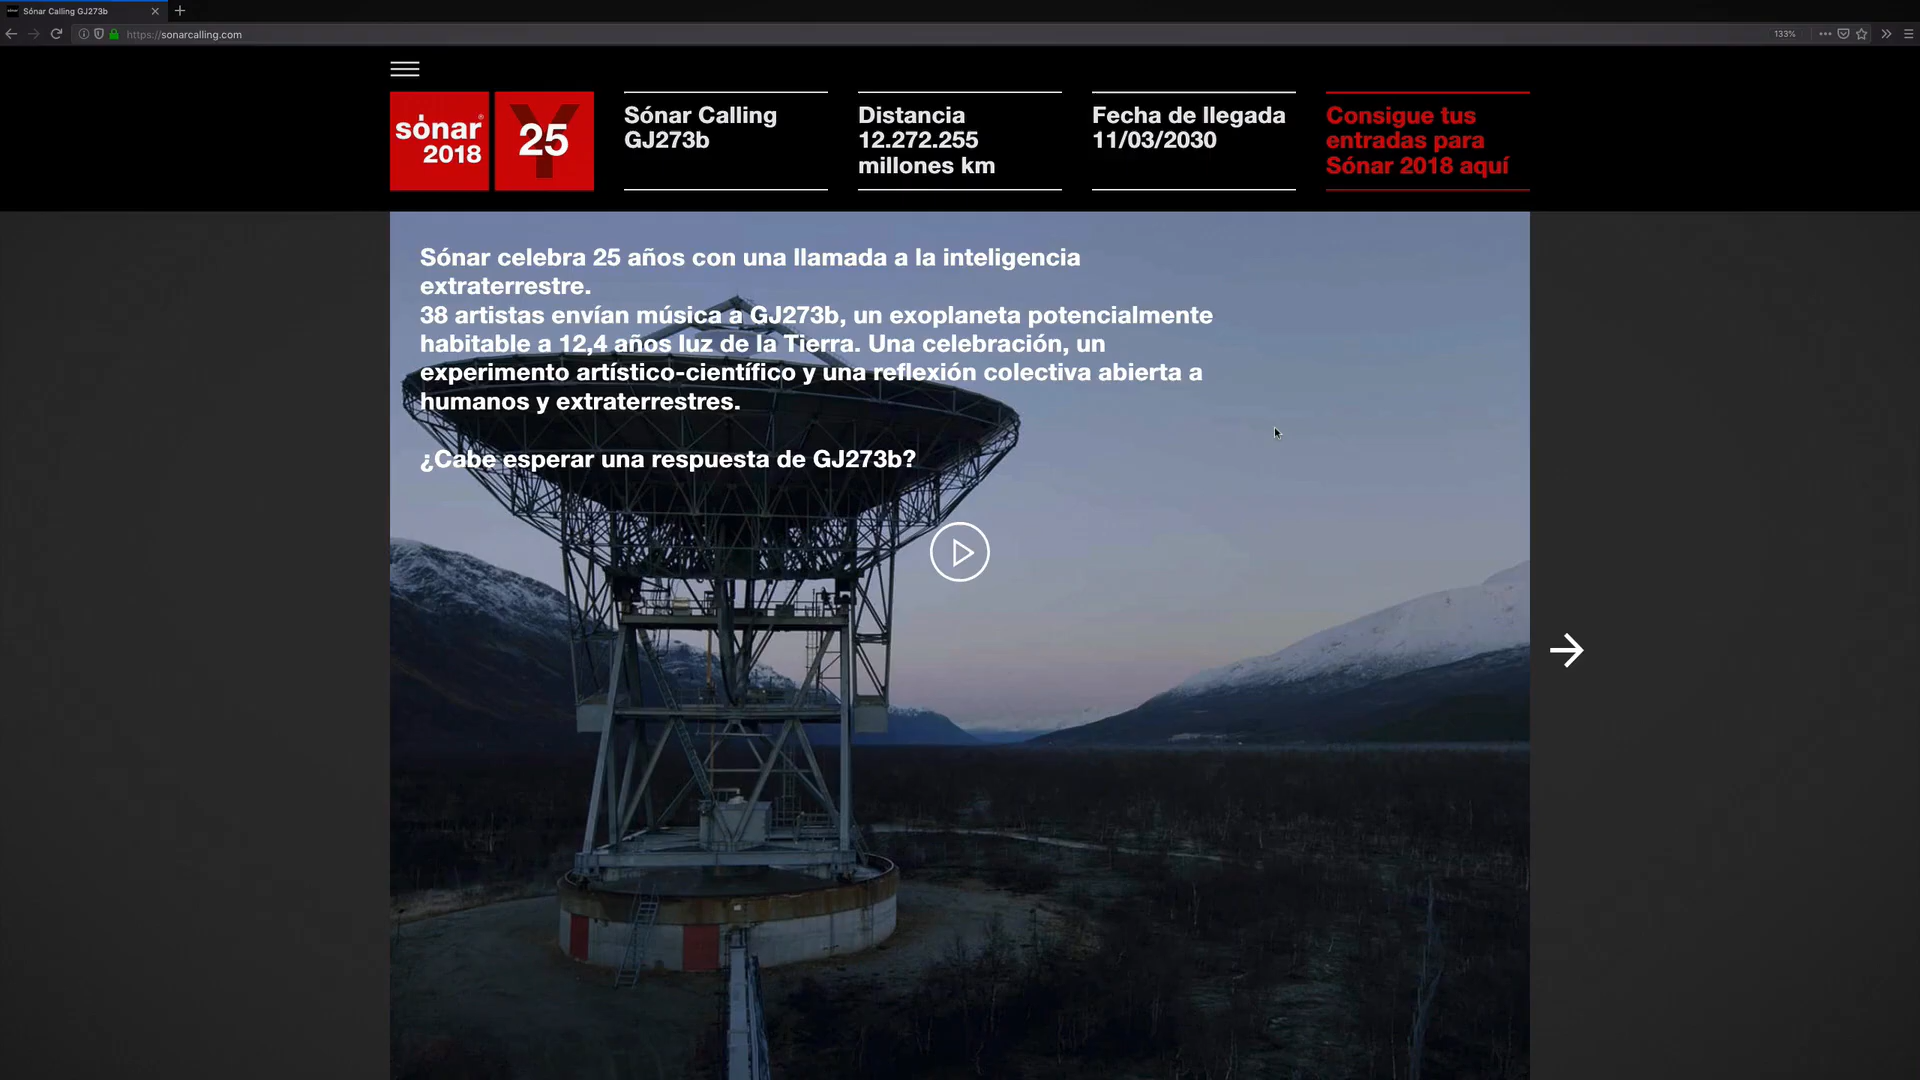 Sónar Calling GJ273b
https://sonarcalling.com
133%
sónar
2018
25
Sónar Calling
GJ273b
Distancia
12.272.255
millones km
Fecha de llegada
11/03/2030
Consigue tus
entradas para
Sónar 2018 aquí
Sónar celebra 25 años con una llamada a la inteligencia
extraterrestre.
38 artistas envían música a GJ273b, un exoplaneta potencialmente
habitable a 12,4 años luz de la Tierra. Una celebración, un
experimento artístico-científico y una reflexión colectiva abierta a
humanos y extraterrestres.
¿Cabe esperar una respuesta de GJ273b?